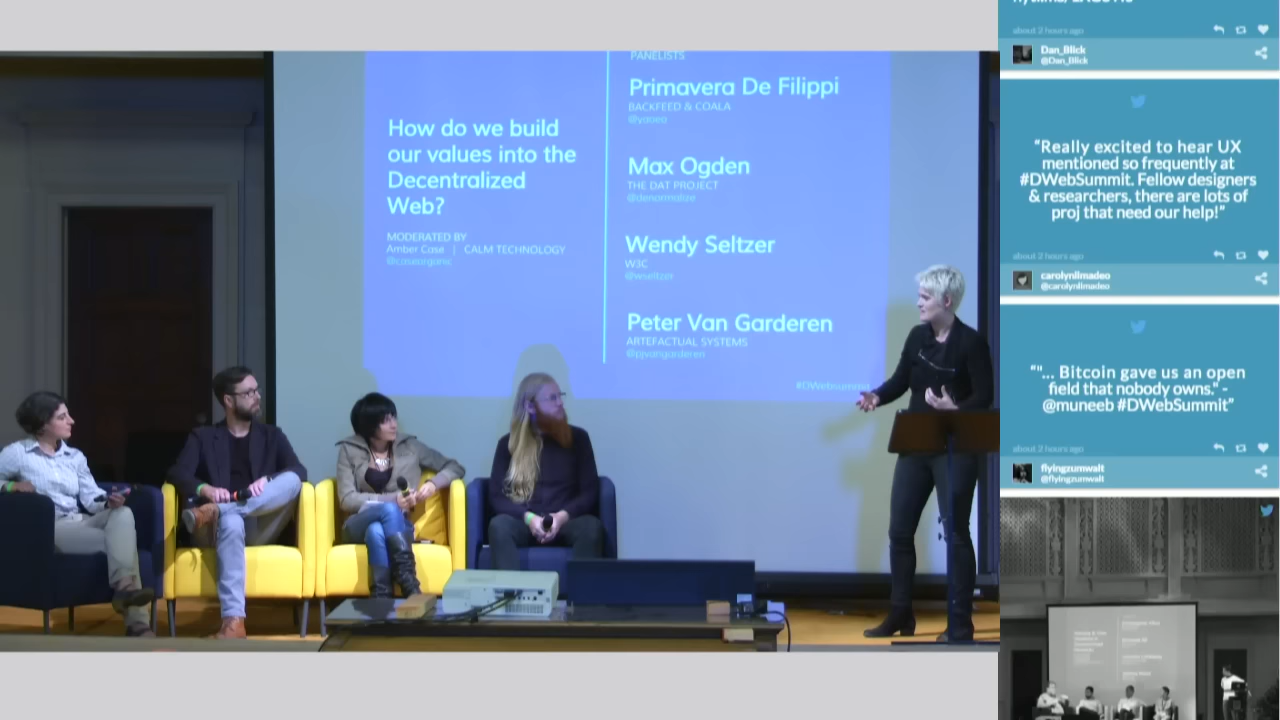 How do we build
our values into the
Decentralized
Web?
MODERATED BY
Amber Case | CALM TECHNOLOGY
@caseorganic
PANELISTS
Primavera De Filippi
BACKFEED & COALA
@yaoeo
Max Ogden
THE DAT PROJECT
@denormalize
Wendy Seltzer
W3C
@wseltzer
Peter Van Garderen
ARTEFACTUAL SYSTEMS
@pjvangarderen
#DWebsummit
about 2 hours ago
Dan_Blick
@Dan_Blick
"Really excited to hear UX
mentioned so frequently at
#DWebSummit. Fellow designers
& researchers, there are lots of
proj that need our help!"
about 2 hours ago
carolynlimadeo
@carolynlimadeo
""... Bitcoin gave us an open
field that nobody owns." -
@muneeb #DWebSummit"
about 2 hours ago
flyingzumwalt
@flyingzumwalt